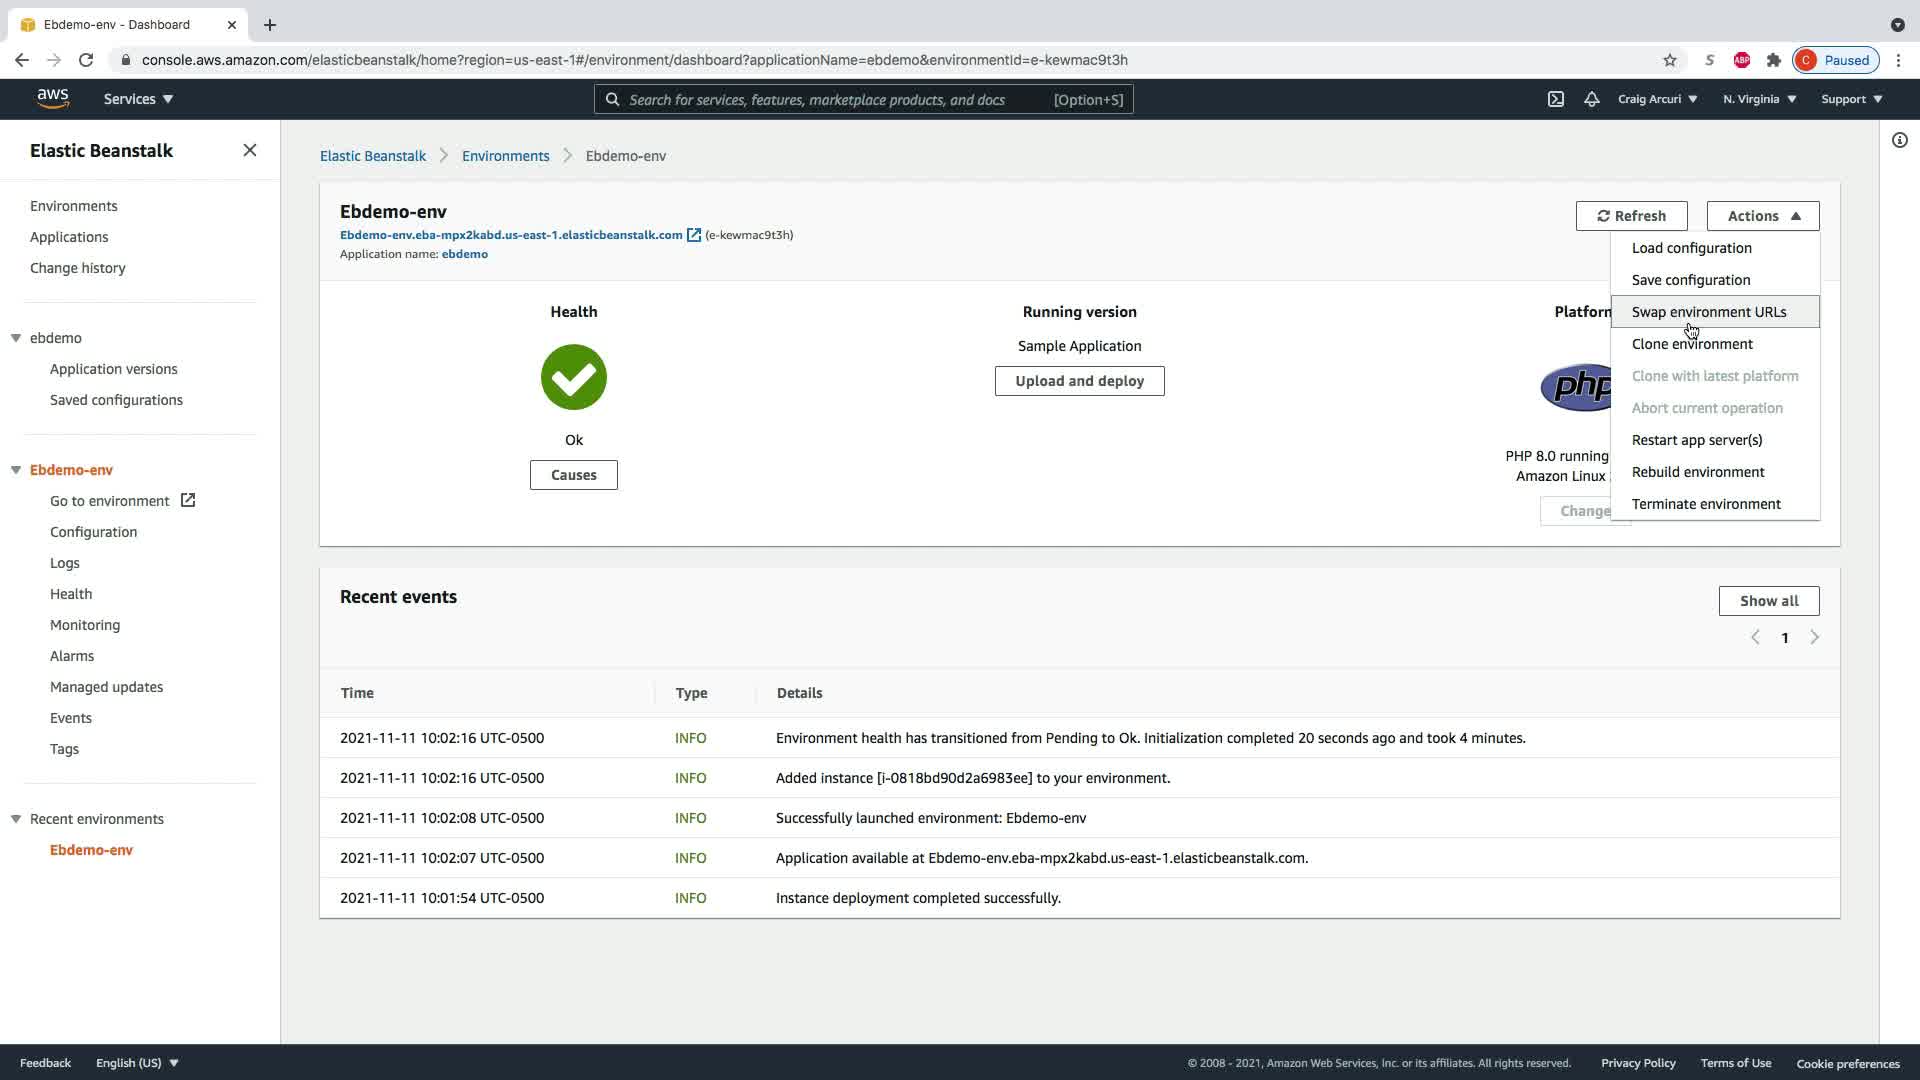 Ebdemo-env - Dashboard
console.aws.amazon.com/elasticbeanstalk/home?region=us-east-1#/environment/dashboard?applicationName=ebdemo&environmentId=e-kewmac9t3h
S
ABP
C Paused
aws
Services
Search for services, features, marketplace products, and docs [Option+S]
Craig Arcuri
N. Virginia
Support
Elastic Beanstalk
Environments
Applications
Change history
ebdemo
Application versions
Saved configurations
Ebdemo-env
Go to environment
Configuration
Logs
Health
Monitoring
Alarms
Managed updates
Events
Tags
Recent environments
Ebdemo-env
Elastic Beanstalk > Environments > Ebdemo-env
Ebdemo-env
Ebdemo-env.eba-mpx2kabd.us-east-1.elasticbeanstalk.com (e-kewmac9t3h)
Application name: ebdemo
Refresh
Actions
Load configuration
Save configuration
Swap environment URLs
Clone environment
Clone with latest platform
Abort current operation
Restart app server(s)
Rebuild environment
Terminate environment
Health
Ok
Causes
Running version
Sample Application
Upload and deploy
Platform
php
PHP 8.0 running
Amazon Linux
Change
Recent events
Show all
1
Time Type Details
2021-11-11 10:02:16 UTC-0500 INFO Environment health has transitioned from Pending to Ok. Initialization completed 20 seconds ago and took 4 minutes.
2021-11-11 10:02:16 UTC-0500 INFO Added instance [i-0818bd90d2a6983ee] to your environment.
2021-11-11 10:02:08 UTC-0500 INFO Successfully launched environment: Ebdemo-env
2021-11-11 10:02:07 UTC-0500 INFO Application available at Ebdemo-env.eba-mpx2kabd.us-east-1.elasticbeanstalk.com.
2021-11-11 10:01:54 UTC-0500 INFO Instance deployment completed successfully.
Feedback
English (US)
© 2008 - 2021, Amazon Web Services, Inc. or its affiliates. All rights reserved.
Privacy Policy
Terms of Use
Cookie preferences